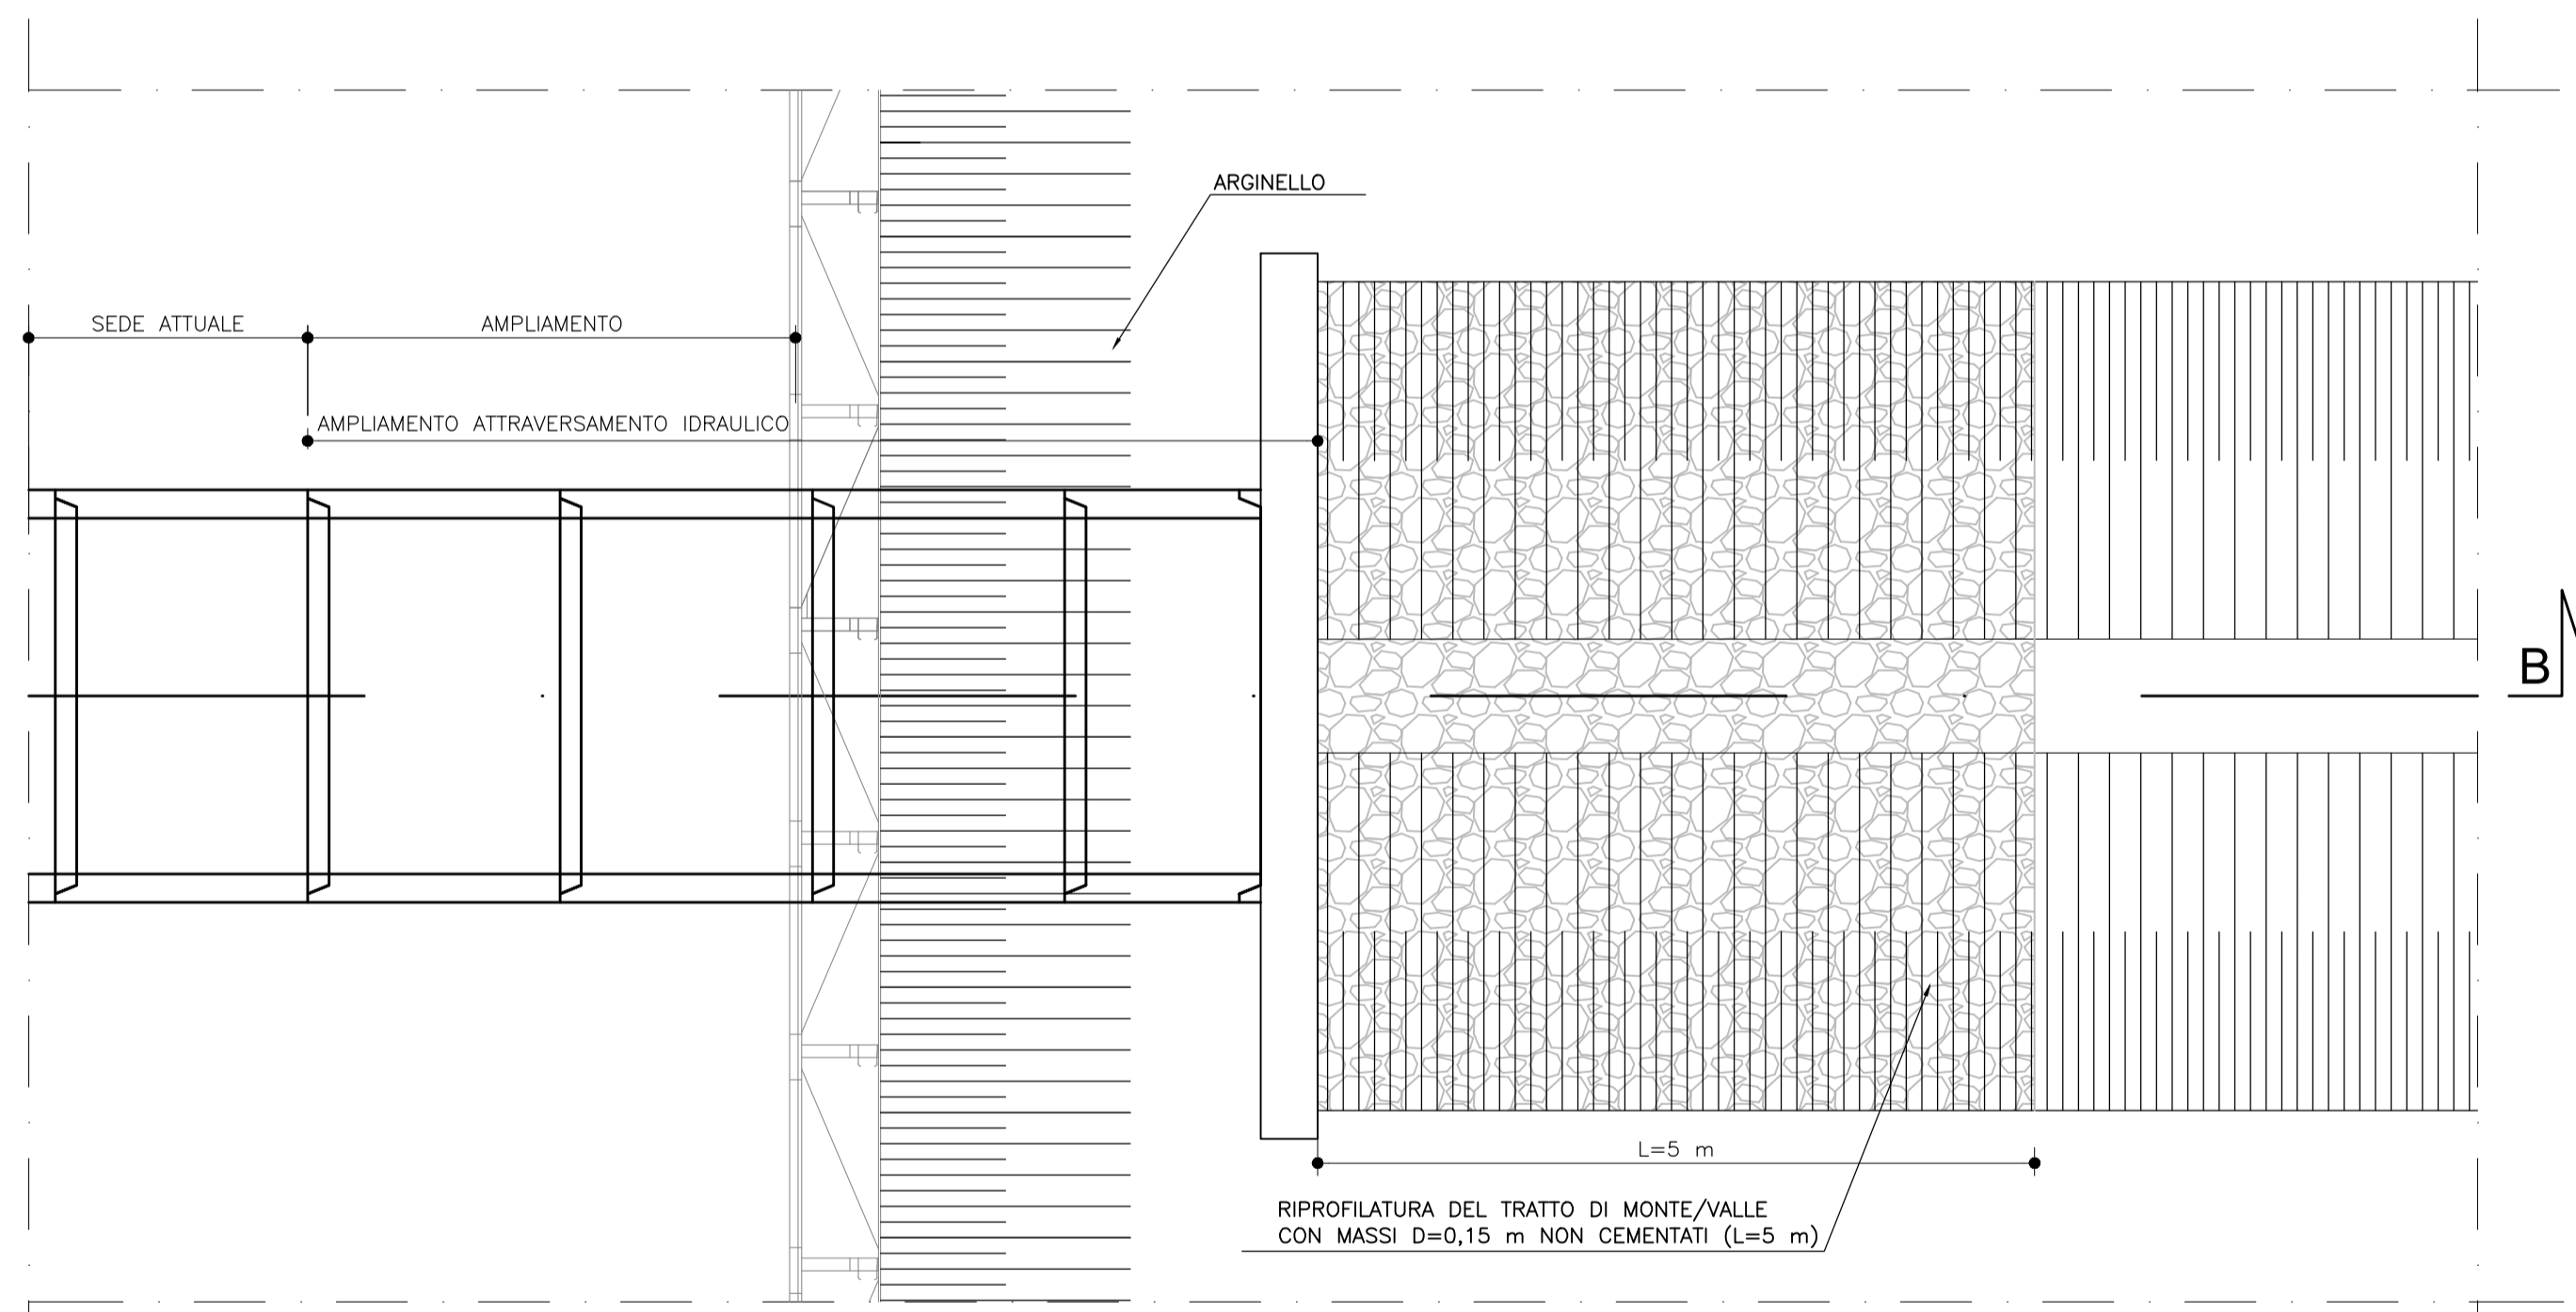 ARGINELLO
SEDE ATTUALE
AMPLIAMENTO
AMPLIAMENTO ATTRAVERSAMENTO IDRAULICO
B
L=5 m
RIPROFILATURA DEL TRATTO DI MONTE/VALLE
CON MASSI D=0,15 m NON CEMENTATI (L=5 m)